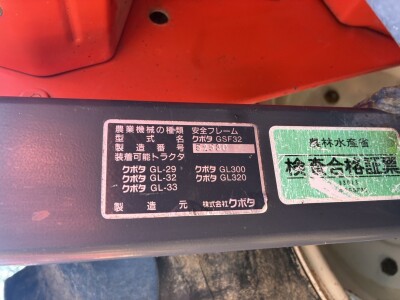 農業機械の種類 安全フレーム
型式名 クボタ GSF32
製造番号
装着可能トラクタ
クボタ GL-29 クボタ GL300
クボタ GL-32 クボタ GL320
クボタ GL-33
製造元 株式会社クボタ
農林水産省
検査合格証票